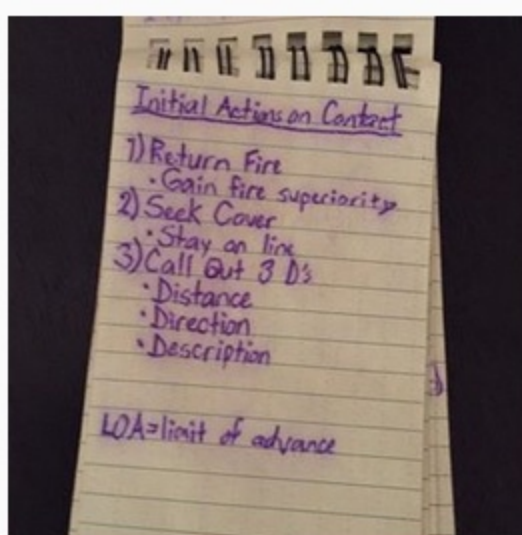 Initial Actions on Contact
1) Return Fire
• Gain fire superiority
2) Seek Cover
• Stay on line
3) Call Out 3 D's
• Distance
• Direction
• Description
LOA=limit of advance